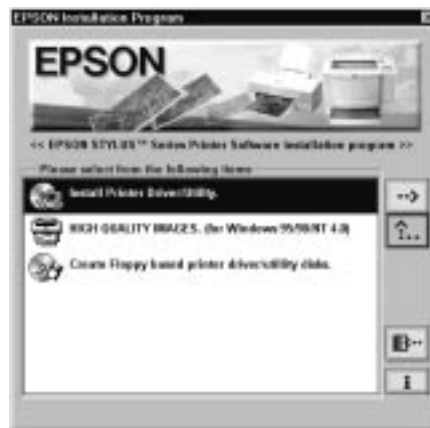 EPSON Installation Program
EPSON
<< EPSON STYLUS™ Series Printer Software installation program >>
Please select from the following items
Install Printer Driver/Utility.
HIGH QUALITY IMAGES. (for Windows 95/98/NT 4.0)
Create Floppy based printer driver/utility disks.